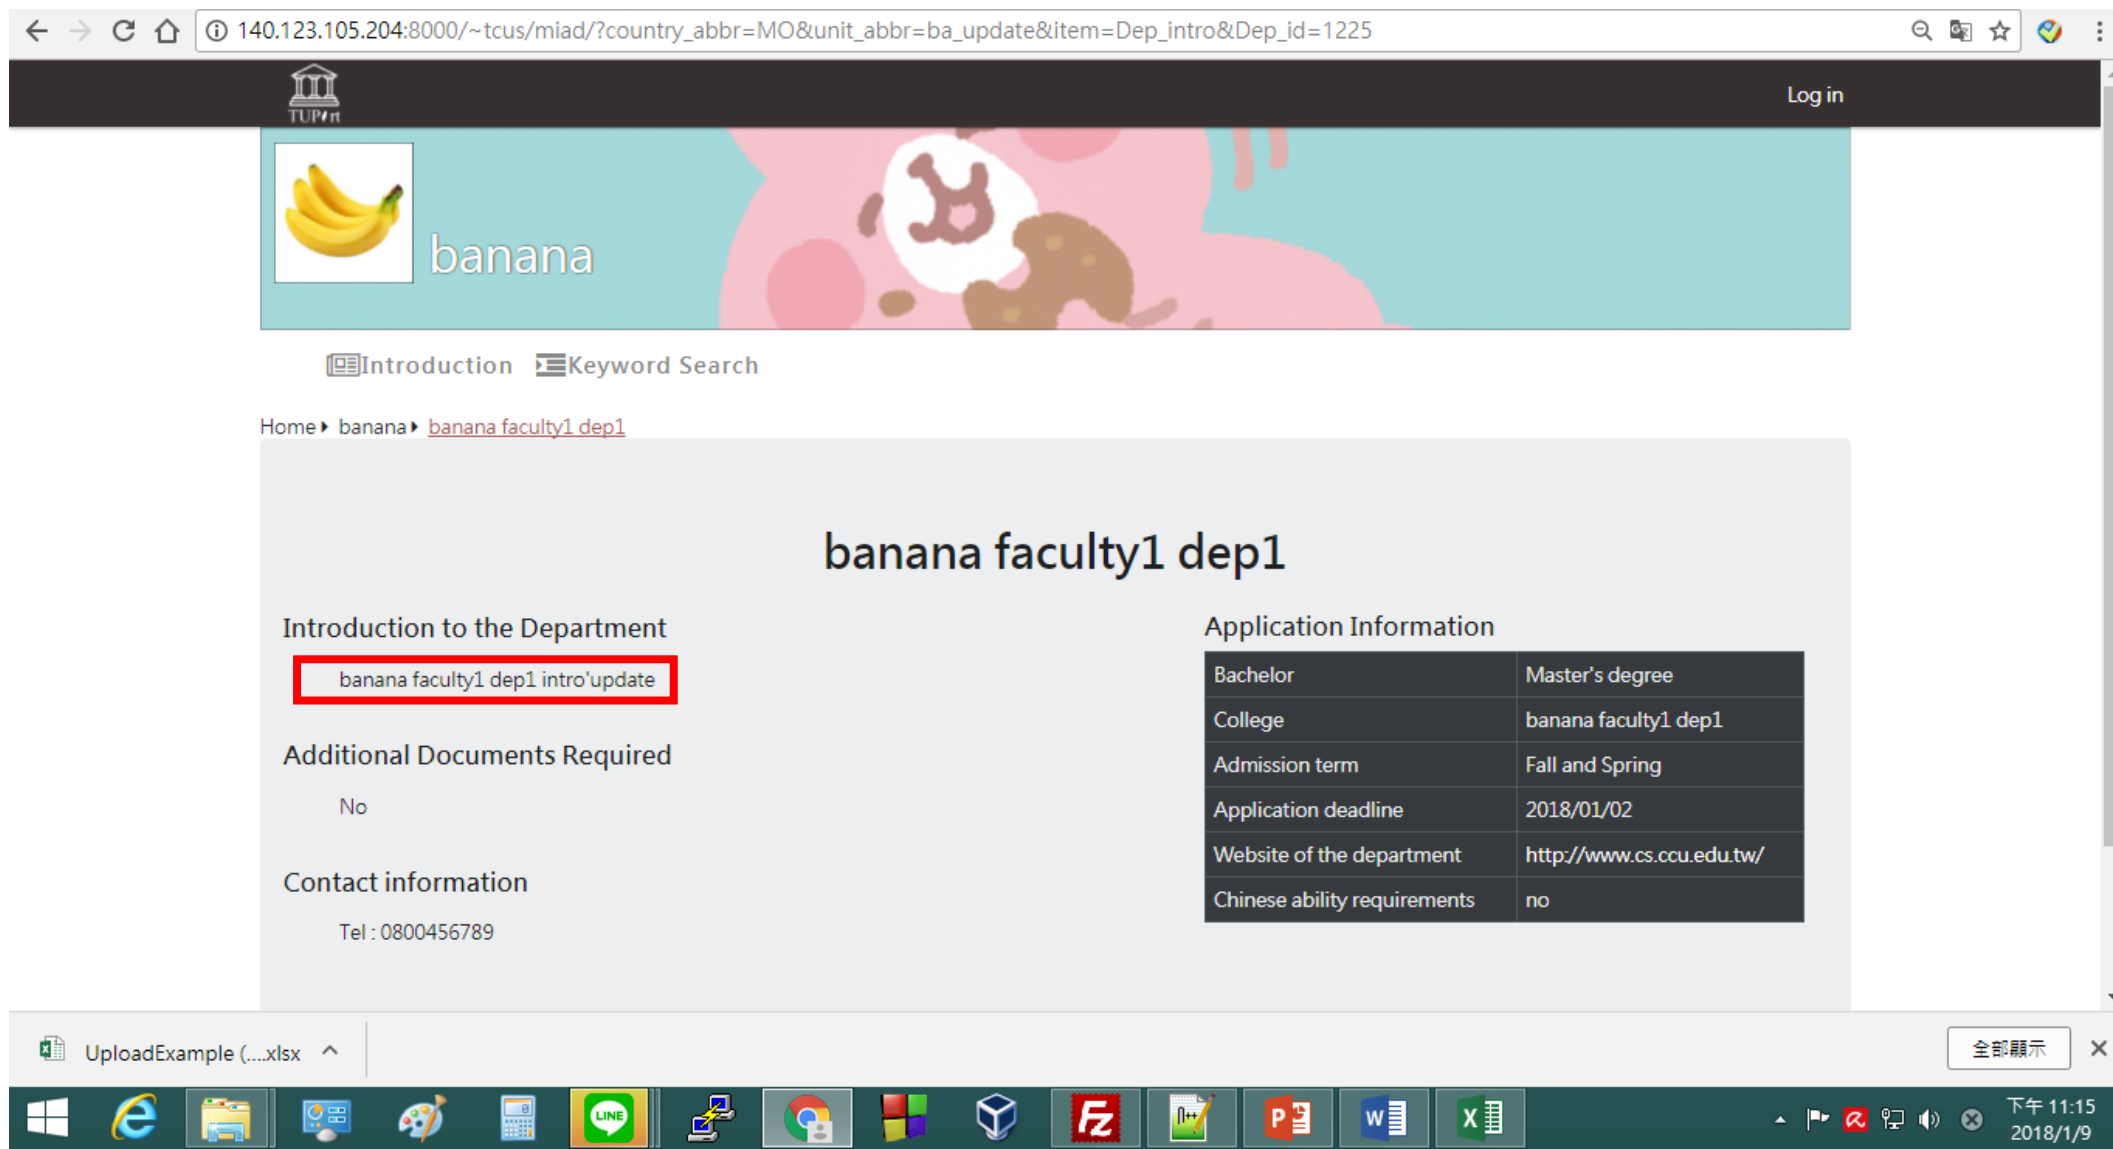 140.123.105.204:8000/~tcus/miad/?country_abbr=MO&unit_abbr=ba_update&item=Dep_intro&Dep_id=1225
TUPort
Log in
banana
Introduction Keyword Search
Home banana banana faculty1 dep1
banana faculty1 dep1
Introduction to the Department
banana faculty1 dep1 intro'update
Additional Documents Required
No
Contact information
Tel : 0800456789
Application Information
Bachelor Master's degree
College banana faculty1 dep1
Admission term Fall and Spring
Application deadline 2018/01/02
Website of the department http://www.cs.ccu.edu.tw/
Chinese ability requirements no
UploadExample (....xlsx
全部顯示
LINE
下午 11:15
2018/1/9